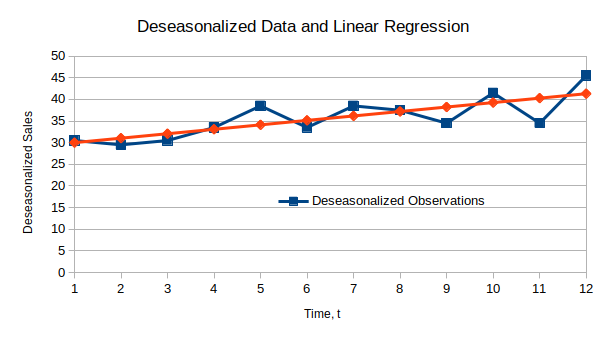 Deseasonalized Data and Linear Regression
50
45
40
35
30
25
20
15
10
5
0
Deseasonalized Sales
Deseasonalized Observations
1 2 3 4 5 6 7 8 9 10 11 12
Time, t